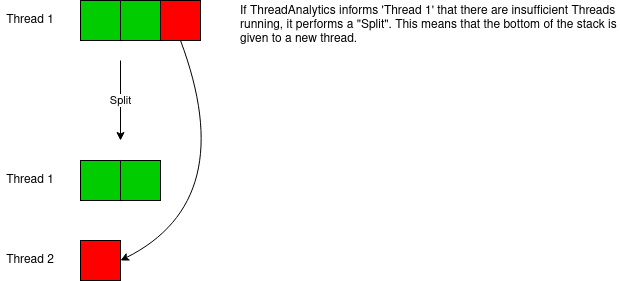 Thread 1
If ThreadAnalytics informs 'Thread 1' that there are insufficient Threads
running, it performs a "Split". This means that the bottom of the stack is
given to a new thread.
Split
Thread 1
Thread 2